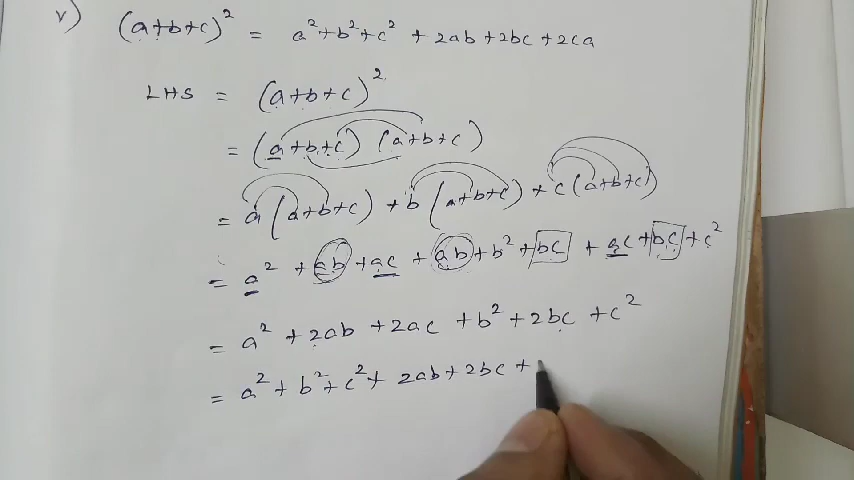 v) (a+b+c)² = a²+b²+c² + 2ab+2bc+2ca
LHS = (a+b+c)²
= (a+b+c) (a+b+c)
= a(a+b+c) + b(a+b+c) + c(a+b+c)
= a² + ab + ac + ab + b² + bc + ac + bc + c²
= a² + 2ab + 2ac + b² + 2bc + c²
= a² + b² + c² + 2ab + 2bc +